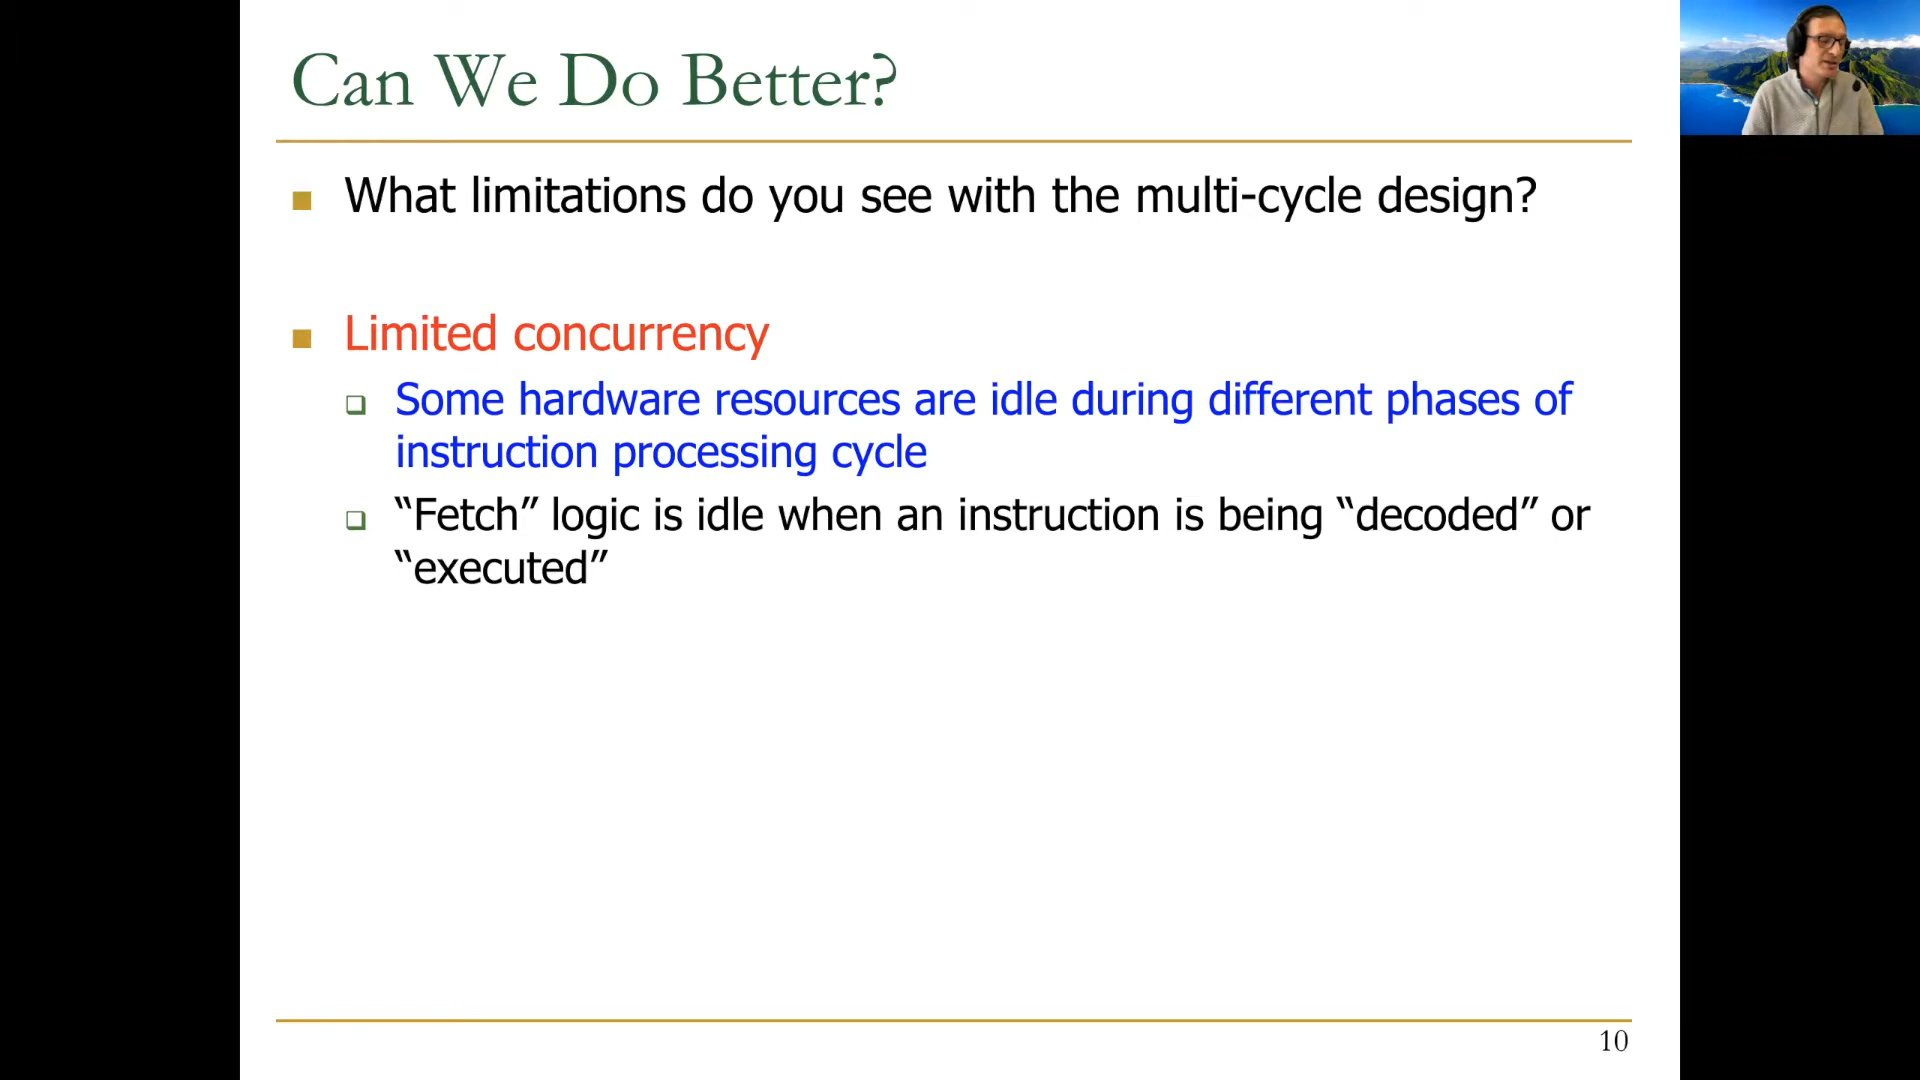 Can We Do Better?
What limitations do you see with the multi-cycle design?
Limited concurrency
Some hardware resources are idle during different phases of
instruction processing cycle
“Fetch” logic is idle when an instruction is being “decoded” or
“executed”
10